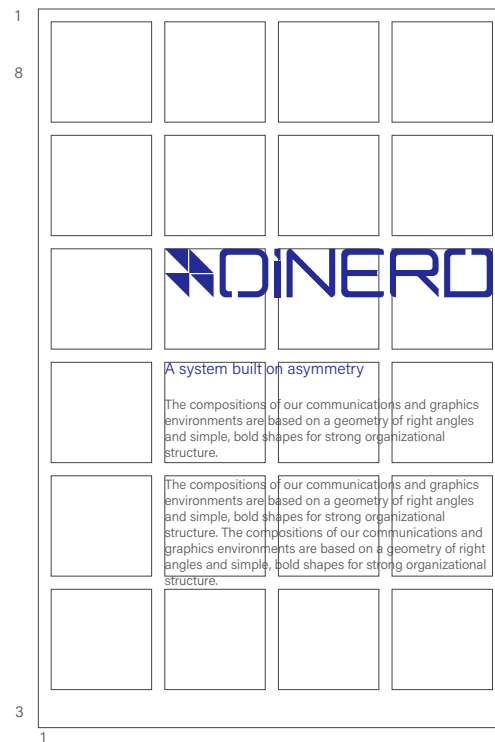 1
8
DiNERO
A system built on asymmetry
The compositions of our communications and graphics
environments are based on a geometry of right angles
and simple, bold shapes for strong organizational
structure.
The compositions of our communications and graphics
environments are based on a geometry of right angles
and simple, bold shapes for strong organizational
structure. The compositions of our communications and
graphics environments are based on a geometry of right
angles and simple, bold shapes for strong organizational
structure.
3
1